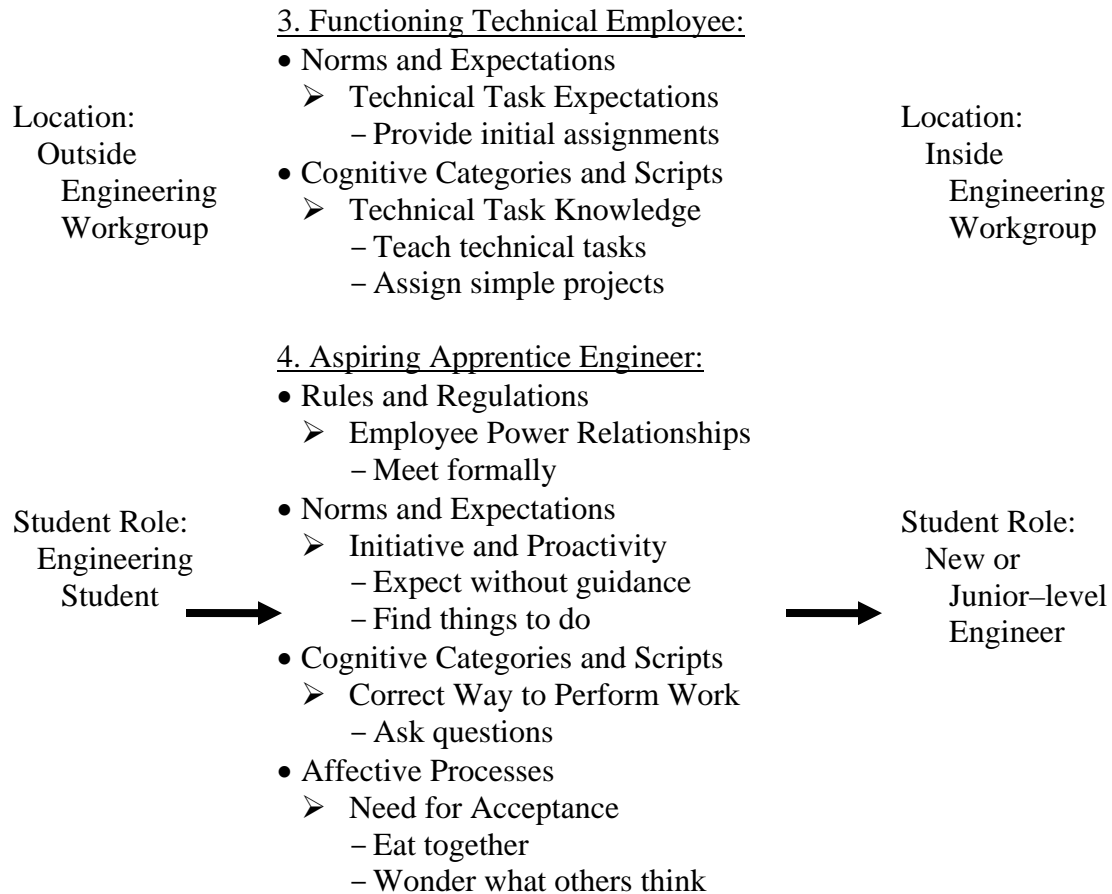 3. Functioning Technical Employee:
• Norms and Expectations
➢ Technical Task Expectations
– Provide initial assignments
• Cognitive Categories and Scripts
➢ Technical Task Knowledge
– Teach technical tasks
– Assign simple projects
Location:
Outside
Engineering
Workgroup
Location:
Inside
Engineering
Workgroup
4. Aspiring Apprentice Engineer:
• Rules and Regulations
➢ Employee Power Relationships
– Meet formally
• Norms and Expectations
➢ Initiative and Proactivity
– Expect without guidance
– Find things to do
• Cognitive Categories and Scripts
➢ Correct Way to Perform Work
– Ask questions
• Affective Processes
➢ Need for Acceptance
– Eat together
– Wonder what others think
Student Role:
Engineering
Student
Student Role:
New or
Junior–level
Engineer